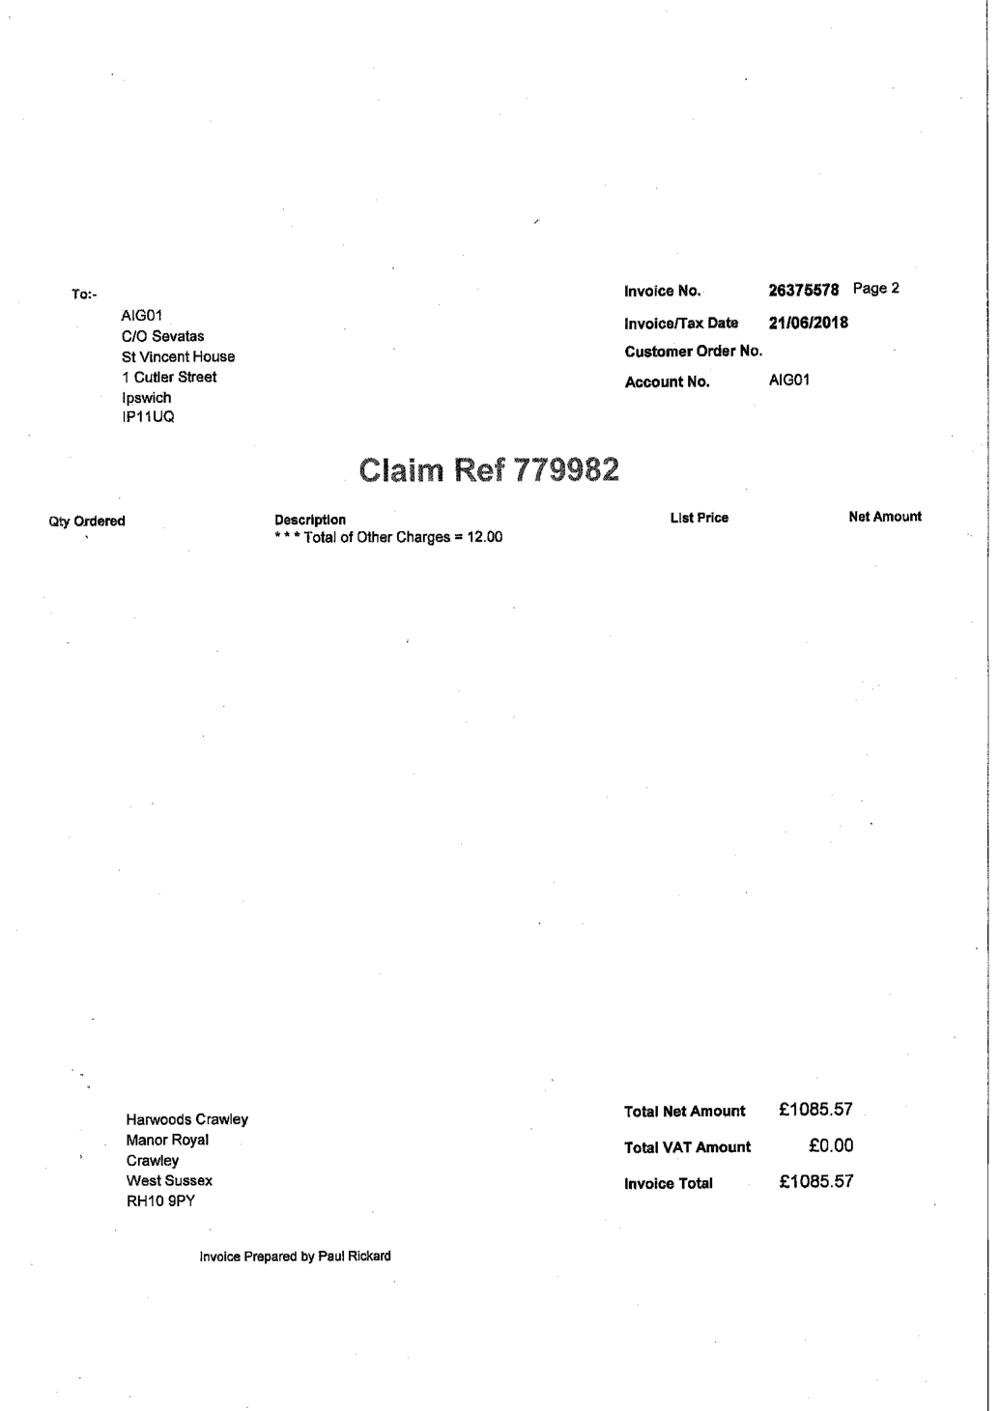 To:-
AIG01
C/O Sevatas
St Vincent House
1 Cutler Street
Ipswich
IP11UQ
Invoice No. 26375578 Page 2
Invoice/Tax Date 21/06/2018
Customer Order No.
Account No. AIG01
Claim Ref 779982
Qty Ordered Description List Price Net Amount
* * * Total of Other Charges = 12.00
Harwoods Crawley
Manor Royal
Crawley
West Sussex
RH10 9PY
Total Net Amount £1085.57
Total VAT Amount £0.00
Invoice Total £1085.57
Invoice Prepared by Paul Rickard